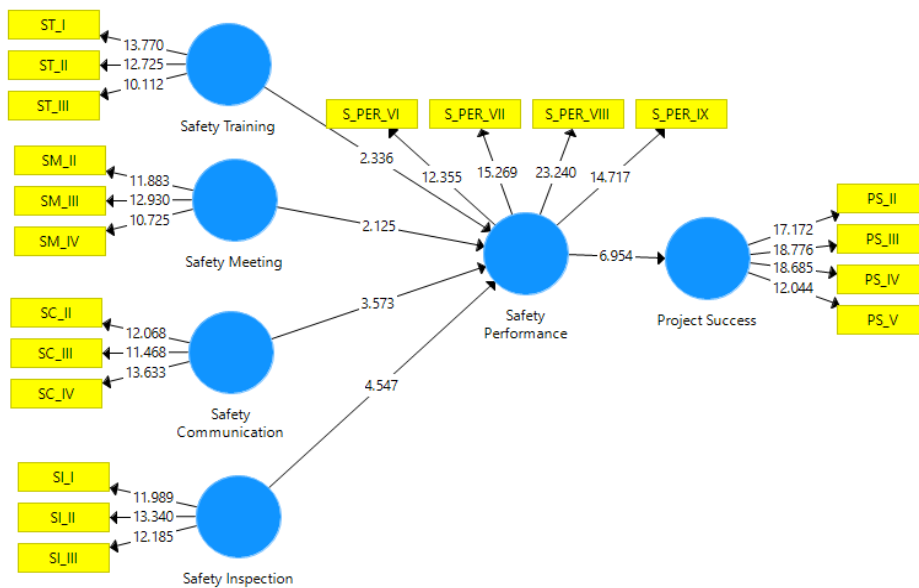 ST_I
13.770
ST_II
12.725
ST_III
10.112
Safety Training
S_PER_VI
S_PER_VII
S_PER_VIII
S_PER_IX
2.336
12.355
15.269
23.240
14.717
SM_II
11.883
SM_III
12.930
SM_IV
10.725
Safety Meeting
2.125
Safety
Performance
6.954
PS_II
17.172
PS_III
18.776
PS_IV
18.685
PS_V
12.044
Project Success
SC_II
12.068
SC_III
11.468
SC_IV
13.633
Safety
Communication
3.573
4.547
SI_I
11.989
SI_II
13.340
SI_III
12.185
Safety Inspection